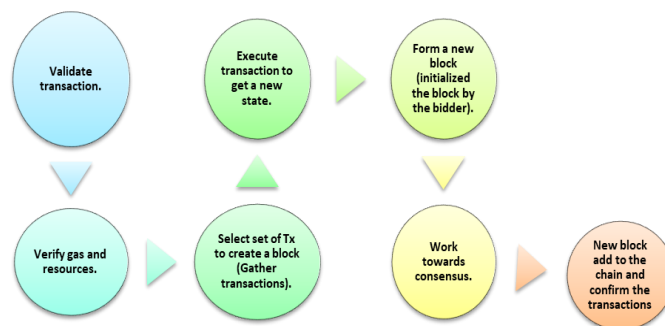 Validate
transaction.
Verify gas and
resources.
Select set of Tx
to create a block
(Gather
transactions).
Execute
transaction to
get a new
state.
Form a new
block
(initialized
the block by
the bidder).
Work
towards
consensus.
New block
add to the
chain and
confirm the
transactions